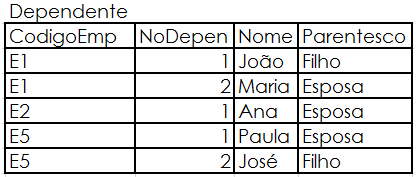 Dependente
CodigoEmp NoDepen Nome Parentesco
E1 1 João Filho
E1 2 Maria Esposa
E2 1 Ana Esposa
E5 1 Paula Esposa
E5 2 José Filho